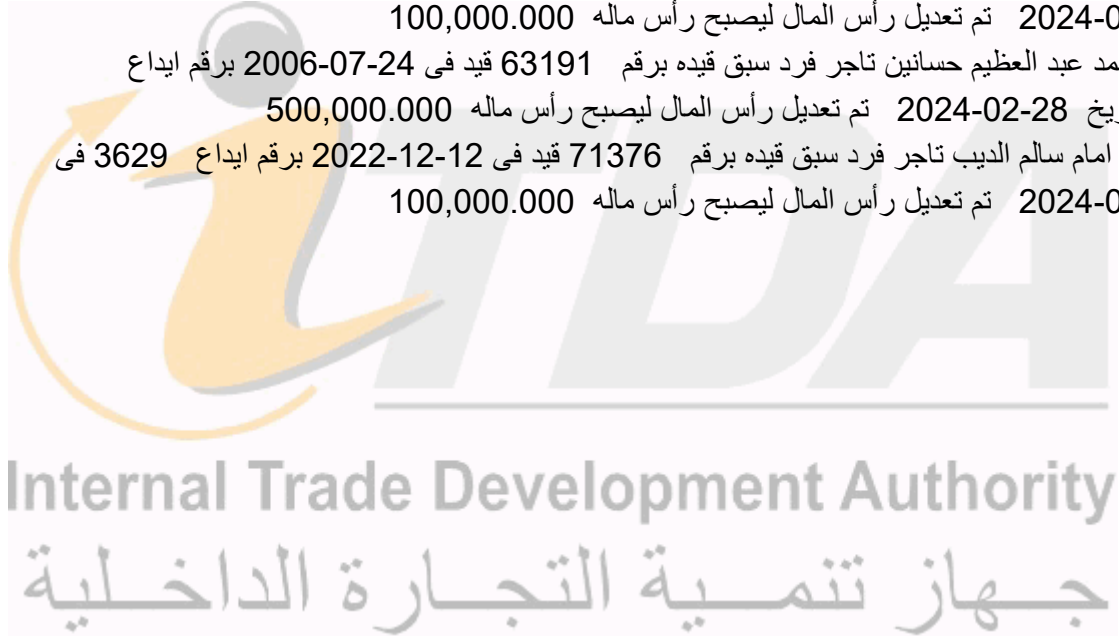 2024-0 تم تعديل رأس المال ليصبح رأس ماله 100,000.000
مد عبد العظيم حسانين تاجر فرد سبق قيده برقم 63191 قيد فى 24-07-2006 برقم ايداع
ريخ 28-02-2024 تم تعديل رأس المال ليصبح رأس ماله 500,000.000
امام سالم الديب تاجر فرد سبق قيده برقم 71376 قيد فى 12-12-2022 برقم ايداع 3629 فى
2024-0 تم تعديل رأس المال ليصبح رأس ماله 100,000.000
iTDA
Internal Trade Development Authority
جهاز تنمية التجارة الداخلية